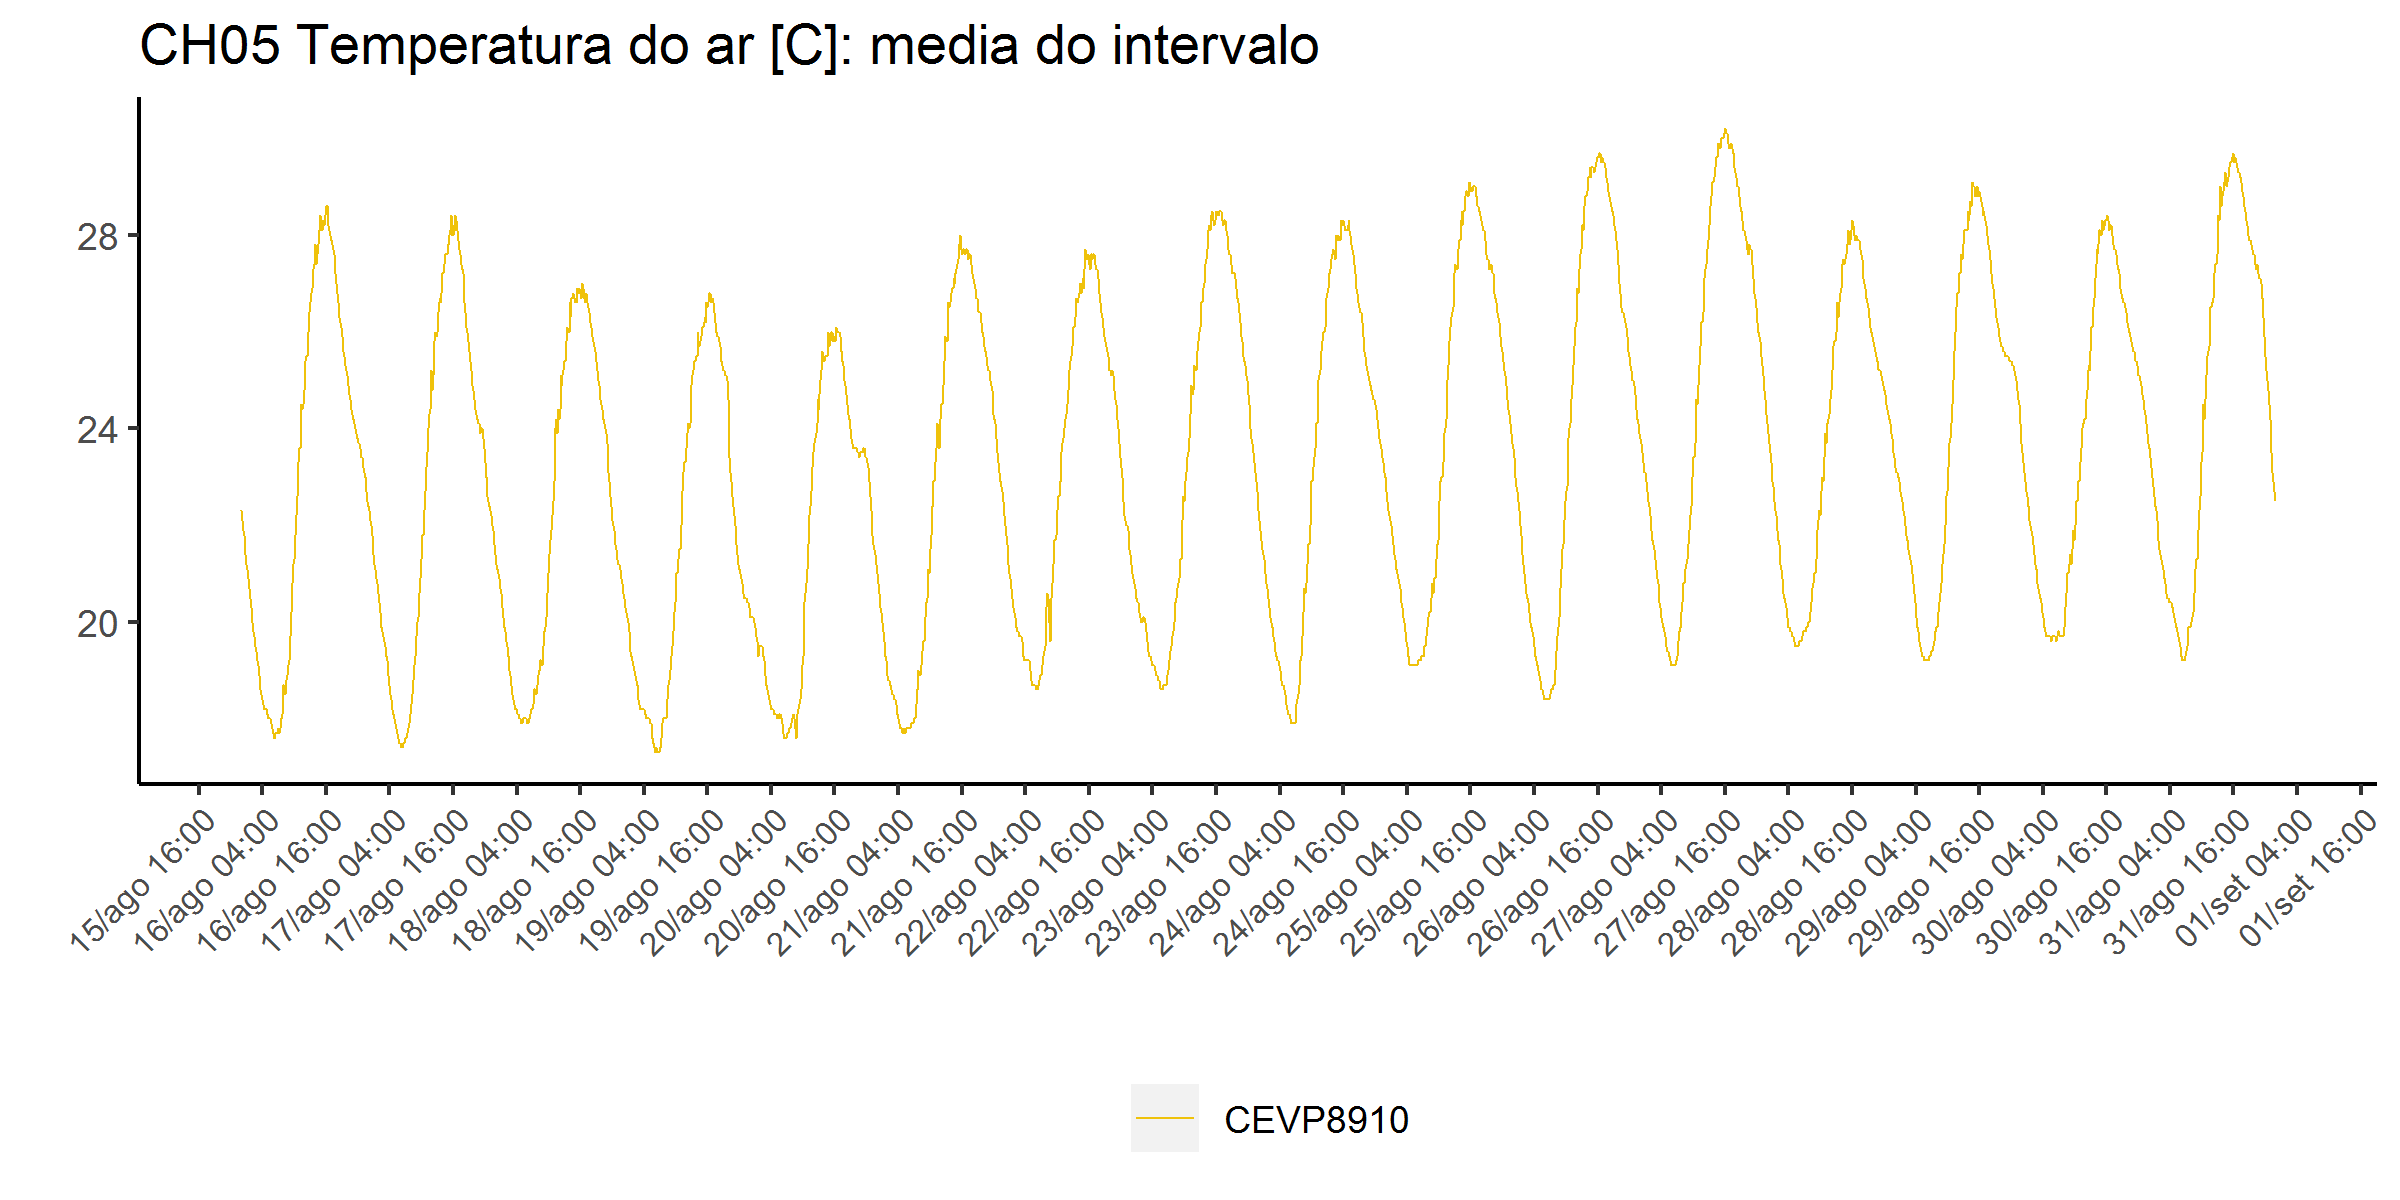 CH05 Temperatura do ar [C]: media do intervalo
28
24
20
15/ago 16:00
16/ago 04:00
16/ago 16:00
17/ago 04:00
17/ago 16:00
18/ago 04:00
18/ago 16:00
19/ago 04:00
19/ago 16:00
20/ago 04:00
20/ago 16:00
21/ago 04:00
21/ago 16:00
22/ago 04:00
22/ago 16:00
23/ago 04:00
23/ago 16:00
24/ago 04:00
24/ago 16:00
25/ago 04:00
25/ago 16:00
26/ago 04:00
26/ago 16:00
27/ago 04:00
27/ago 16:00
28/ago 04:00
28/ago 16:00
29/ago 04:00
29/ago 16:00
30/ago 04:00
30/ago 16:00
31/ago 04:00
31/ago 16:00
01/set 04:00
01/set 16:00
CEVP8910